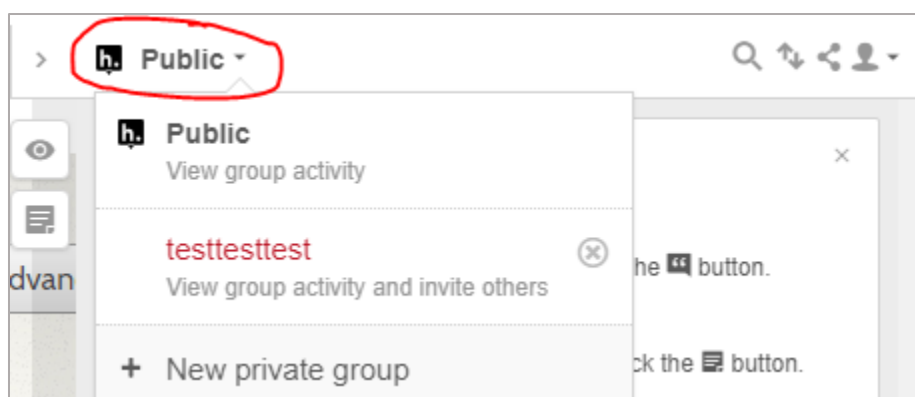 h. Public
h. Public
View group activity
testtesttest
View group activity and invite others
he button.
dvan
+ New private group
ck the button.